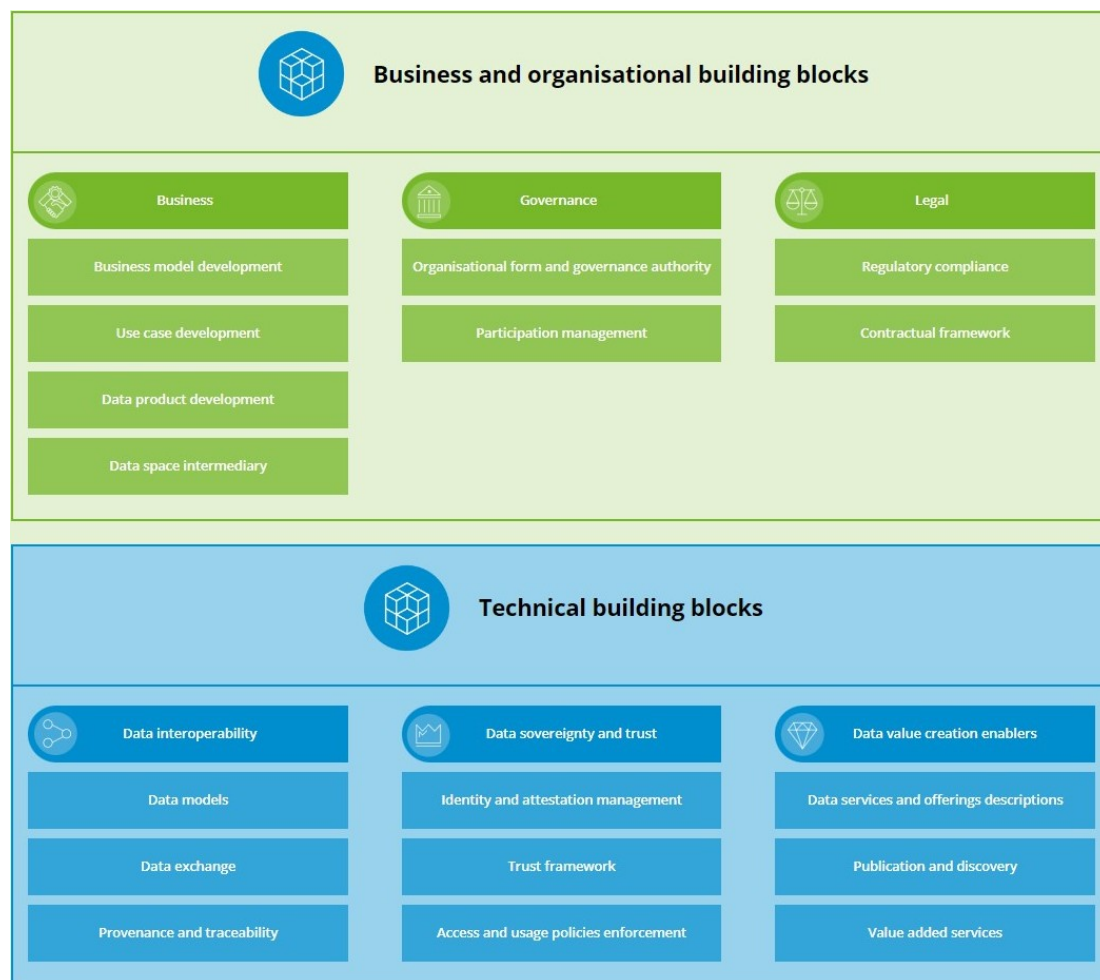 Business and organisational building blocks
Business
Business model development
Use case development
Data product development
Data space intermediary
Governance
Organisational form and governance authority
Participation management
Legal
Regulatory compliance
Contractual framework
Technical building blocks
Data interoperability
Data models
Data exchange
Provenance and traceability
Data sovereignty and trust
Identity and attestation management
Trust framework
Access and usage policies enforcement
Data value creation enablers
Data services and offerings descriptions
Publication and discovery
Value added services